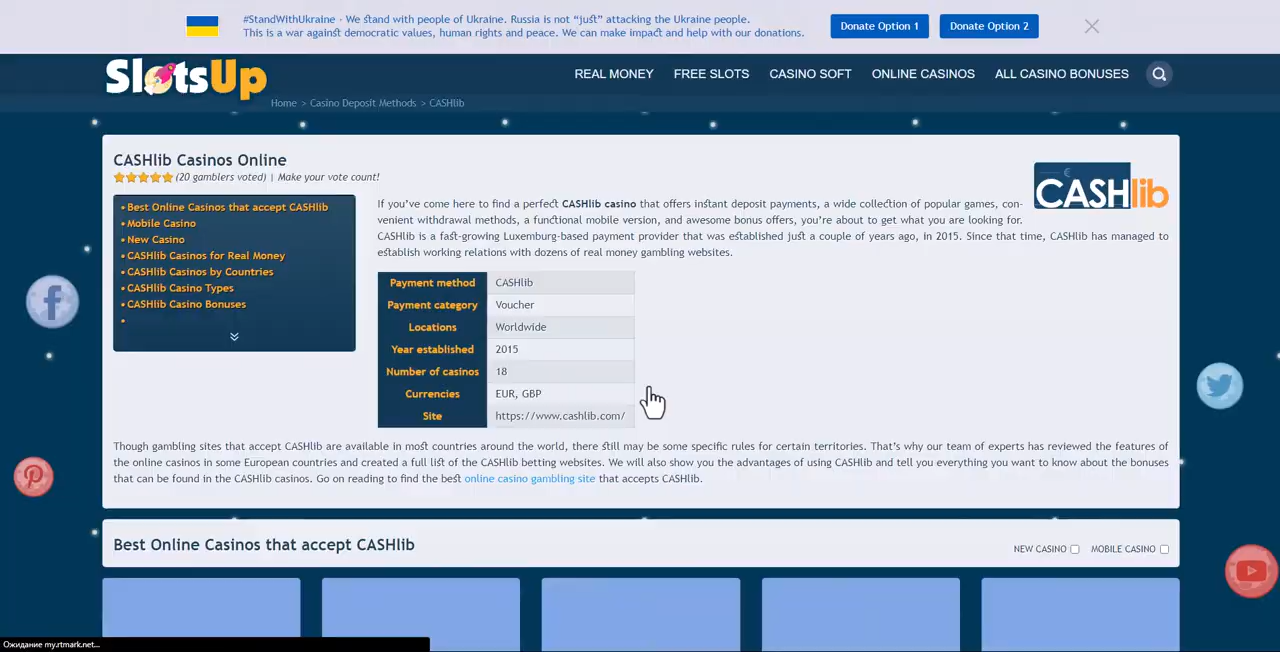 #StandWithUkraine · We stand with people of Ukraine. Russia is not “just” attacking the Ukraine people.
This is a war against democratic values, human rights and peace. We can make impact and help with our donations.
Donate Option 1
Donate Option 2
SlotsUp
REAL MONEY
FREE SLOTS
CASINO SOFT
ONLINE CASINOS
ALL CASINO BONUSES
Home > Casino Deposit Methods > CASHlib
CASHlib Casinos Online
(20 gamblers voted) | Make your vote count!
• Best Online Casinos that accept CASHlib
• Mobile Casino
• New Casino
• CASHlib Casinos for Real Money
• CASHlib Casinos by Countries
• CASHlib Casino Types
• CASHlib Casino Bonuses
•
CASHlib
If you’ve come here to find a perfect CASHlib casino that offers instant deposit payments, a wide collection of popular games, con-
venient withdrawal methods, a functional mobile version, and awesome bonus offers, you’re about to get what you are looking for.
CASHlib is a fast-growing Luxemburg-based payment provider that was established just a couple of years ago, in 2015. Since that time, CASHlib has managed to
establish working relations with dozens of real money gambling websites.
Payment method CASHlib
Payment category Voucher
Locations Worldwide
Year established 2015
Number of casinos 18
Currencies EUR, GBP
Site https://www.cashlib.com/
Though gambling sites that accept CASHlib are available in most countries around the world, there still may be some specific rules for certain territories. That’s why our team of experts has reviewed the features of
the online casinos in some European countries and created a full list of the CASHlib betting websites. We will also show you the advantages of using CASHlib and tell you everything you want to know about the bonuses
that can be found in the CASHlib casinos. Go on reading to find the best online casino gambling site that accepts CASHlib.
Best Online Casinos that accept CASHlib
NEW CASINO
MOBILE CASINO
Ожидание my.rtmark.net...